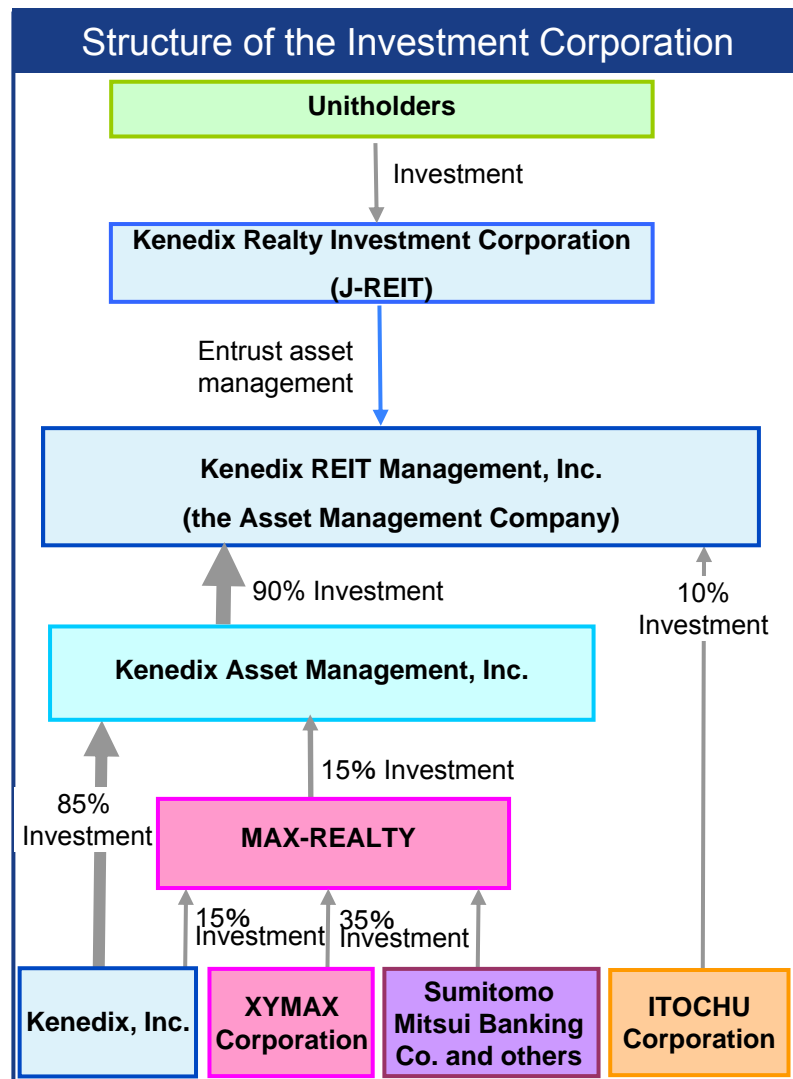 Structure of the Investment Corporation
Unitholders
Investment
Kenedix Realty Investment Corporation
(J-REIT)
Entrust asset
management
Kenedix REIT Management, Inc.
(the Asset Management Company)
90% Investment
10%
Investment
Kenedix Asset Management, Inc.
15% Investment
85%
Investment
MAX-REALTY
15%
Investment
35%
Investment
Kenedix, Inc.
XYMAX
Corporation
Sumitomo
Mitsui Banking
Co. and others
ITOCHU
Corporation